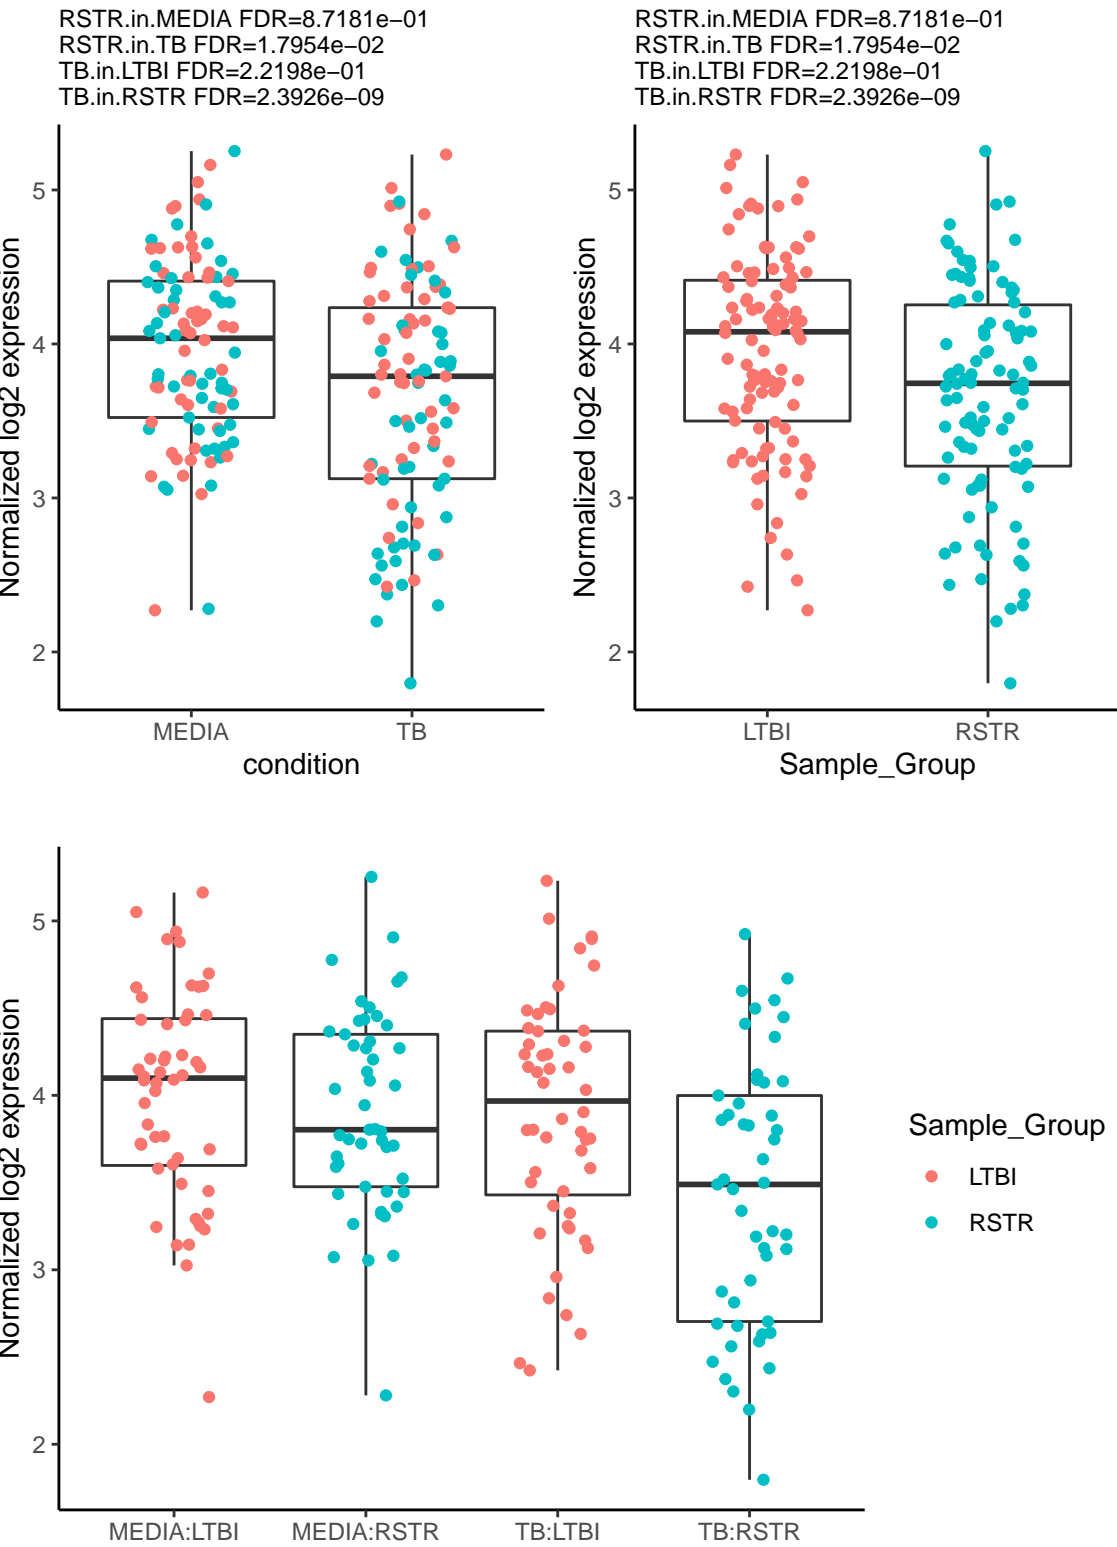 RSTR.in.MEDIA FDR=8.7181e−01
RSTR.in.TB FDR=1.7954e−02
TB.in.LTBI FDR=2.2198e−01
TB.in.RSTR FDR=2.3926e−09
Normalized log2 expression
5
4
3
2
MEDIA
TB
condition
RSTR.in.MEDIA FDR=8.7181e−01
RSTR.in.TB FDR=1.7954e−02
TB.in.LTBI FDR=2.2198e−01
TB.in.RSTR FDR=2.3926e−09
Normalized log2 expression
5
4
3
2
LTBI
RSTR
Sample_Group
Normalized log2 expression
5
4
3
2
MEDIA:LTBI
MEDIA:RSTR
TB:LTBI
TB:RSTR
Sample_Group
LTBI
RSTR